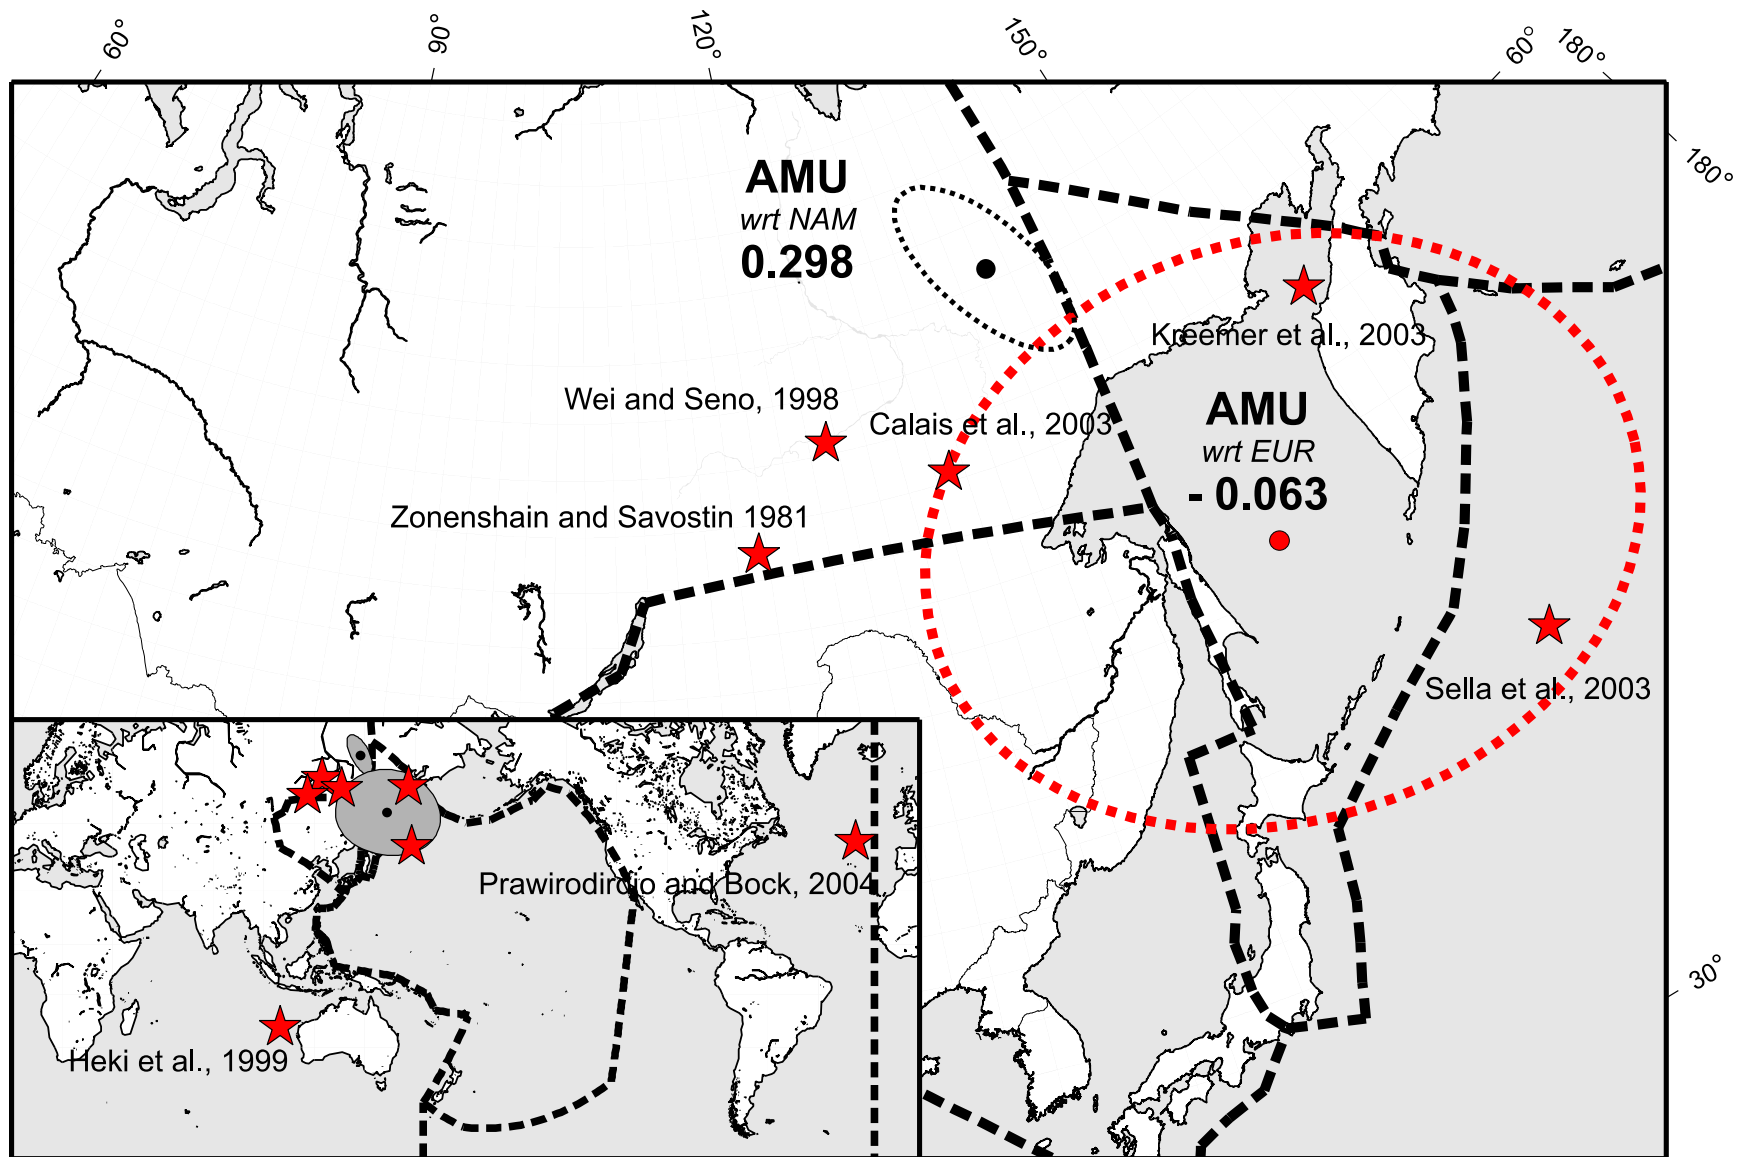 60°
90°
120°
150°
60°
180°
180°
AMU
wrt NAM
0.298
Kreemer et al., 2003
Wei and Seno, 1998
Calais et al., 2003
AMU
wrt EUR
- 0.063
Zonenshain and Savostin 1981
Sella et al., 2003
Prawirodirdjo and Bock, 2004
30°
Heki et al., 1999